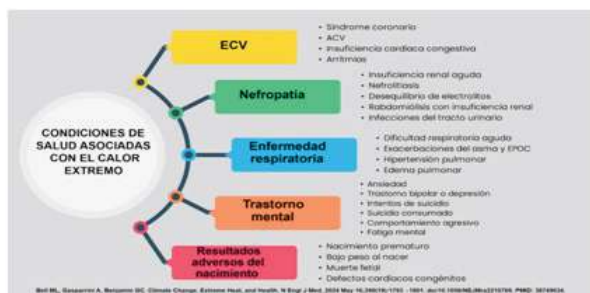 CONDICIONES DE
SALUD ASOCIADAS
CON EL CALOR
EXTREMO
ECV
• Síndrome coronario
• ACV
• Insuficiencia cardíaca congestiva
• Arritmias
Nefropatía
• Insuficiencia renal aguda
• Nefrolitiasis
• Desequilibrio de electrolitos
• Rabdomiólisis con insuficiencia renal
• Infecciones del tracto urinario
Enfermedad
respiratoria
• Dificultad respiratoria aguda
• Exacerbaciones del asma y EPOC
• Hipertensión pulmonar
• Edema pulmonar
Trastorno
mental
• Ansiedad
• Trastorno bipolar o depresión
• Intentos de suicidio
• Suicidio consumado
• Comportamiento agresivo
• Fatiga mental
Resultados
adversos del
nacimiento
• Nacimiento prematuro
• Bajo peso al nacer
• Muerte fetal
• Defectos cardíacos congénitos
Bell ML, Gasparrini A, Benjamin GC. Climate Change, Extreme Heat, and Health. N Engl J Med. 2024 May